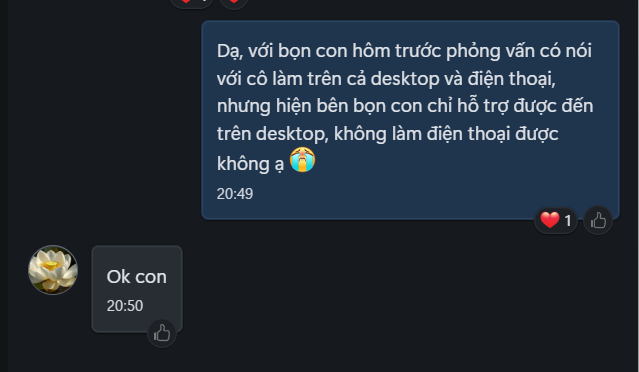 Dạ, với bọn con hôm trước phỏng vấn có nói
với cô làm trên cả desktop và điện thoại,
nhưng hiện bên bọn con chỉ hỗ trợ được đến
trên desktop, không làm điện thoại được
không ạ 😭
20:49
1
Ok con
20:50